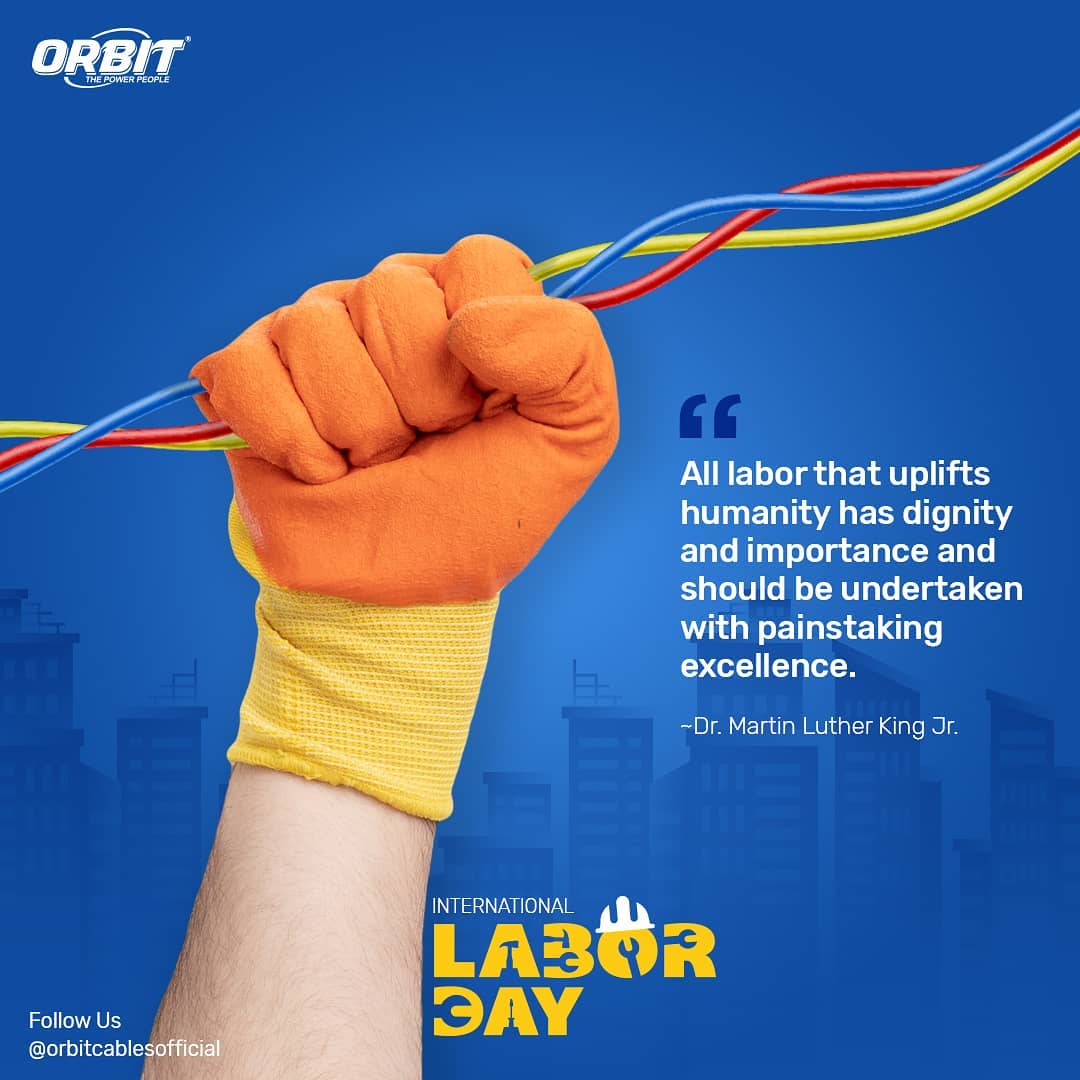 ORBIT®
THE POWER PEOPLE
“
All labor that uplifts
humanity has dignity
and importance and
should be undertaken
with painstaking
excellence.
~Dr. Martin Luther King Jr.
INTERNATIONAL
LABOR
DAY
Follow Us
@orbitcablesofficial